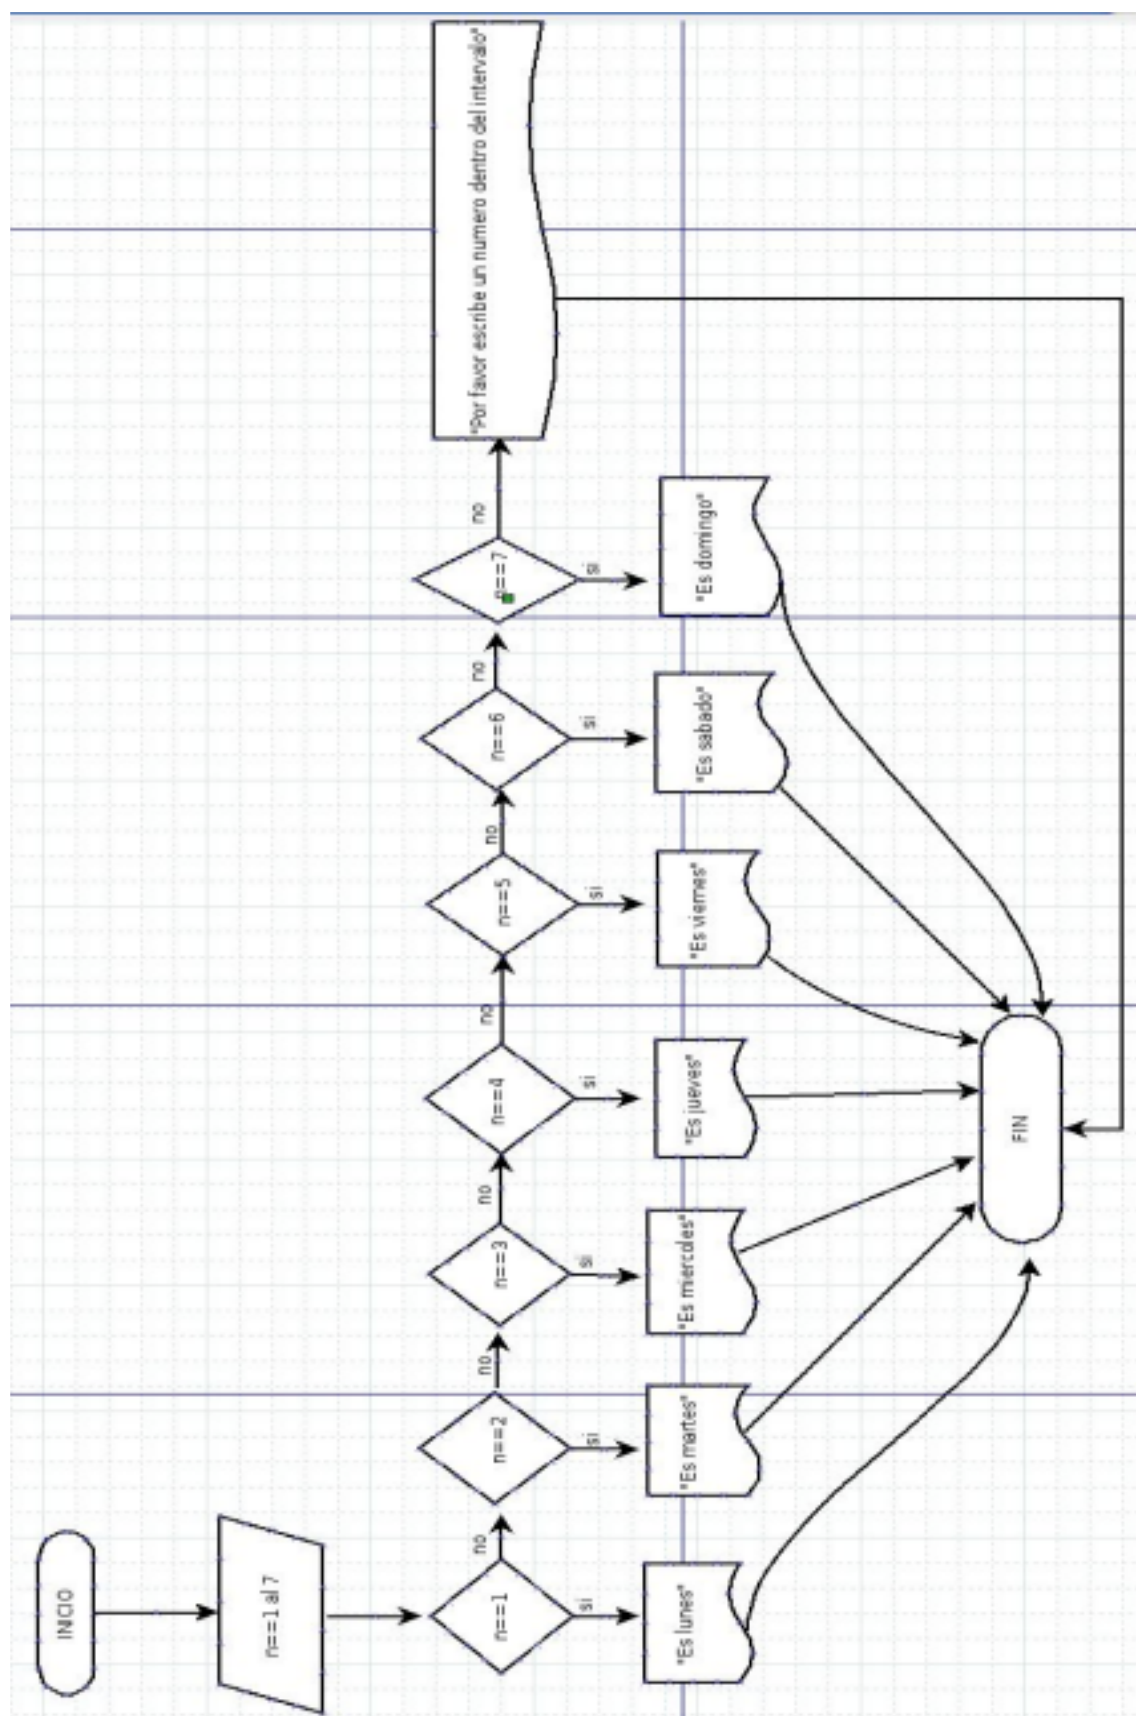 INICIO
n==1 al 7
n==1
no
si
"Es lunes"
n==2
no
si
"Es martes"
n==3
no
si
"Es miercoles"
n==4
no
si
"Es jueves"
n==5
no
si
"Es viernes"
n==6
no
si
"Es sabado"
n==7
no
si
"Es domingo"
"Por favor escribe un numero dentro del intervalo"
FIN